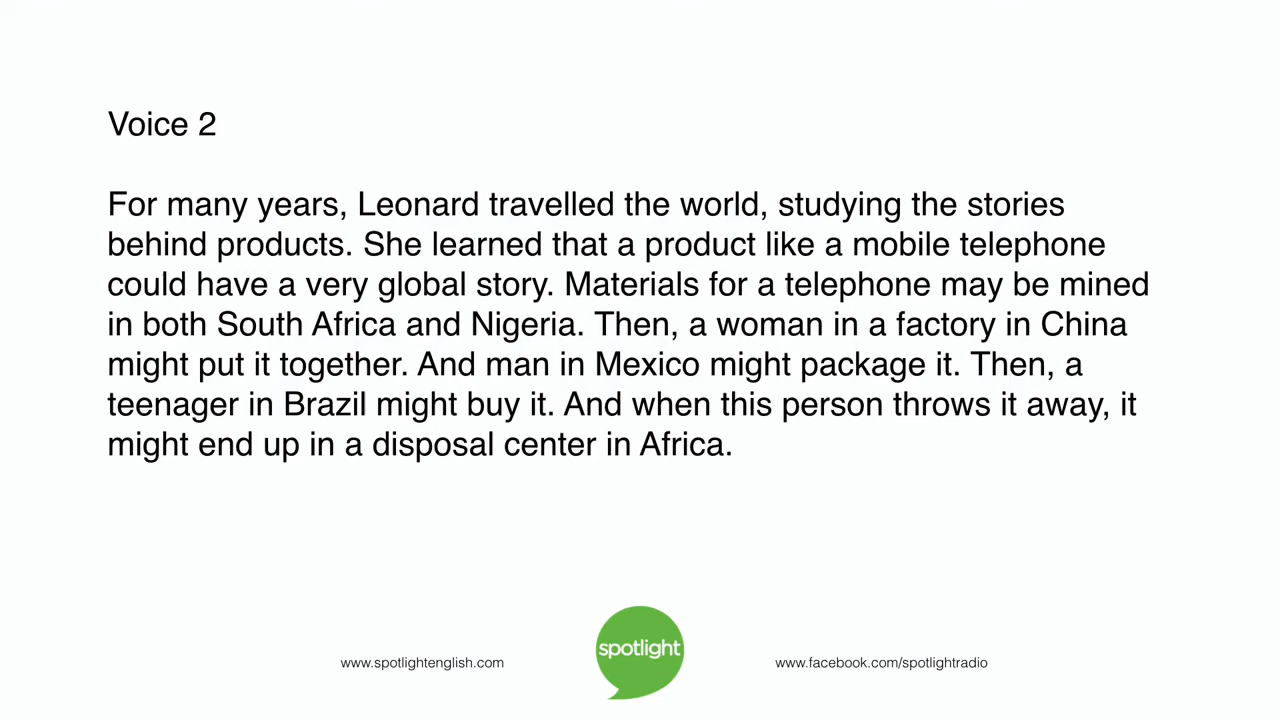 Voice 2
For many years, Leonard travelled the world, studying the stories
behind products. She learned that a product like a mobile telephone
could have a very global story. Materials for a telephone may be mined
in both South Africa and Nigeria. Then, a woman in a factory in China
might put it together. And man in Mexico might package it. Then, a
teenager in Brazil might buy it. And when this person throws it away, it
might end up in a disposal center in Africa.
spotlight
www.spotlightenglish.com
www.facebook.com/spotlightradio